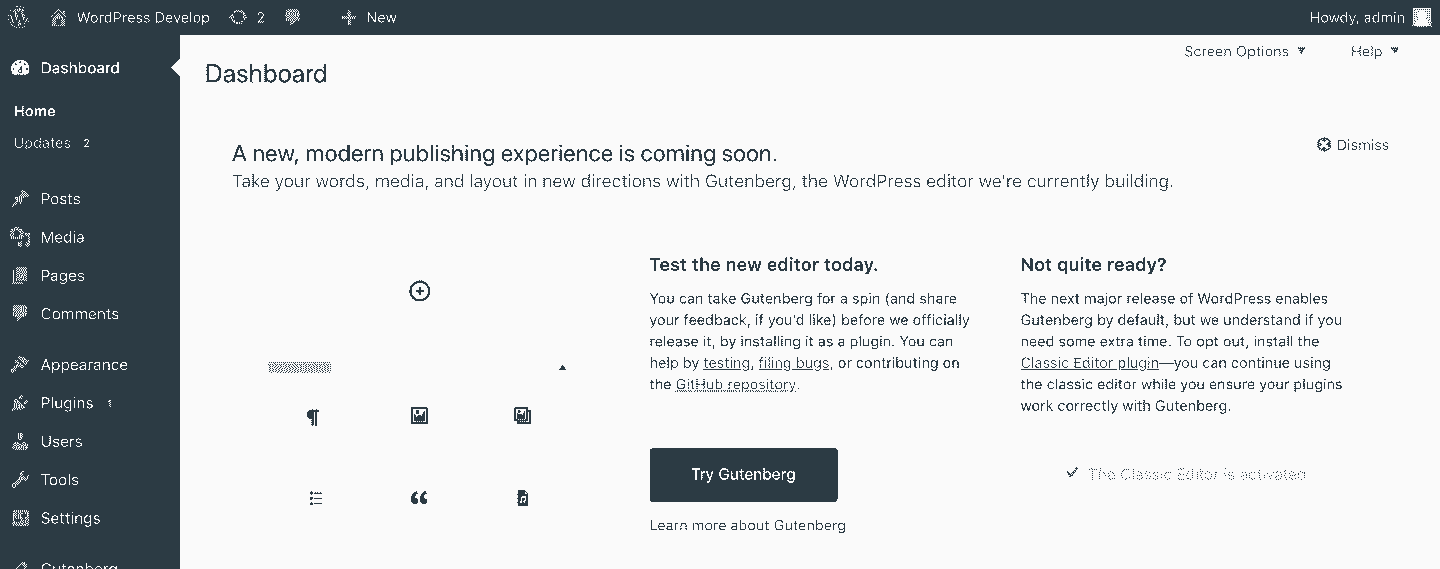 WordPress Develop 2 New Howdy, admin
Screen Options Help
Dashboard
Home
Updates 2
Posts
Media
Pages
Comments
Appearance
Plugins 1
Users
Tools
Settings
Gutenberg
Dashboard
A new, modern publishing experience is coming soon.
Dismiss
Take your words, media, and layout in new directions with Gutenberg, the WordPress editor we're currently building.
Test the new editor today.
You can take Gutenberg for a spin (and share
your feedback, if you'd like) before we officially
release it, by installing it as a plugin. You can
help by testing, filing bugs, or contributing on
the GitHub repository.
Try Gutenberg
Learn more about Gutenberg
Not quite ready?
The next major release of WordPress enables
Gutenberg by default, but we understand if you
need some extra time. To opt out, install the
Classic Editor plugin—you can continue using
the classic editor while you ensure your plugins
work correctly with Gutenberg.
The Classic Editor is activated